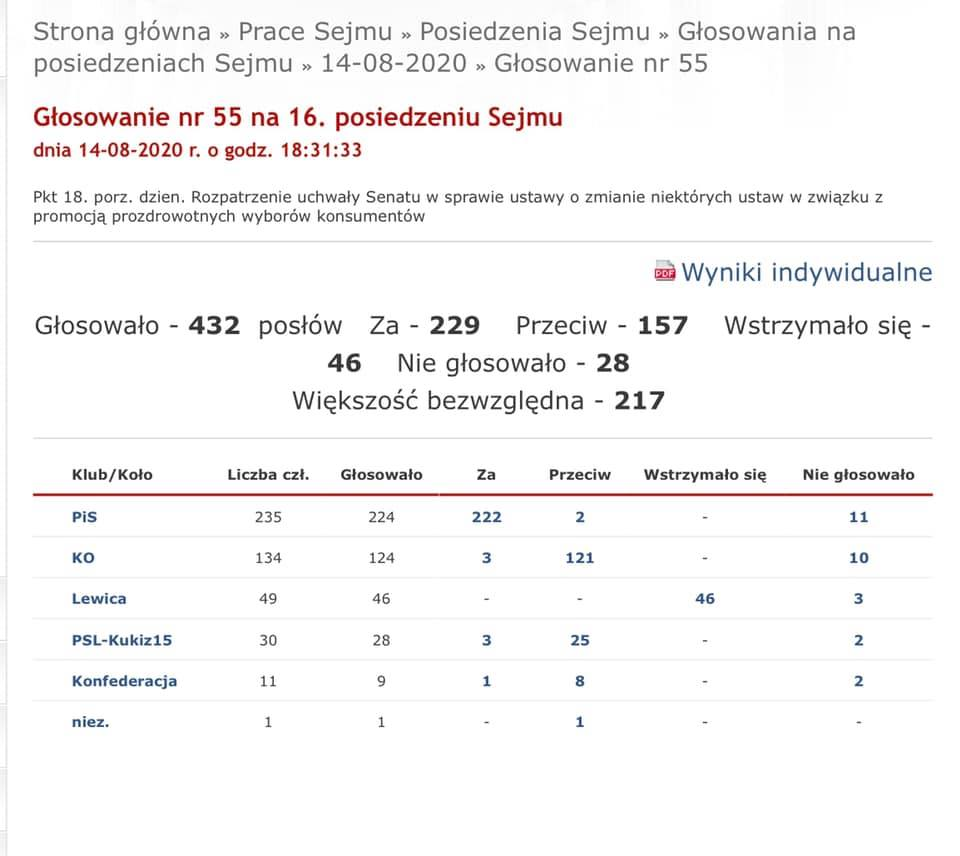 Strona główna » Prace Sejmu » Posiedzenia Sejmu » Głosowania na
posiedzeniach Sejmu » 14-08-2020 » Głosowanie nr 55
Głosowanie nr 55 na 16. posiedzeniu Sejmu
dnia 14-08-2020 r. o godz. 18:31:33
Pkt 18. porz. dzien. Rozpatrzenie uchwały Senatu w sprawie ustawy o zmianie niektórych ustaw w związku z
promocją prozdrowotnych wyborów konsumentów
PDF Wyniki indywidualne
Głosowało - 432 posłów Za - 229 Przeciw - 157 Wstrzymało się -
46 Nie głosowało - 28
Większość bezwzględna - 217
Klub/Koło Liczba czł. Głosowało Za Przeciw Wstrzymało się Nie głosowało
PiS 235 224 222 2 - 11
KO 134 124 3 121 - 10
Lewica 49 46 - - 46 3
PSL-Kukiz15 30 28 3 25 - 2
Konfederacja 11 9 1 8 - 2
niez. 1 1 - 1 - -